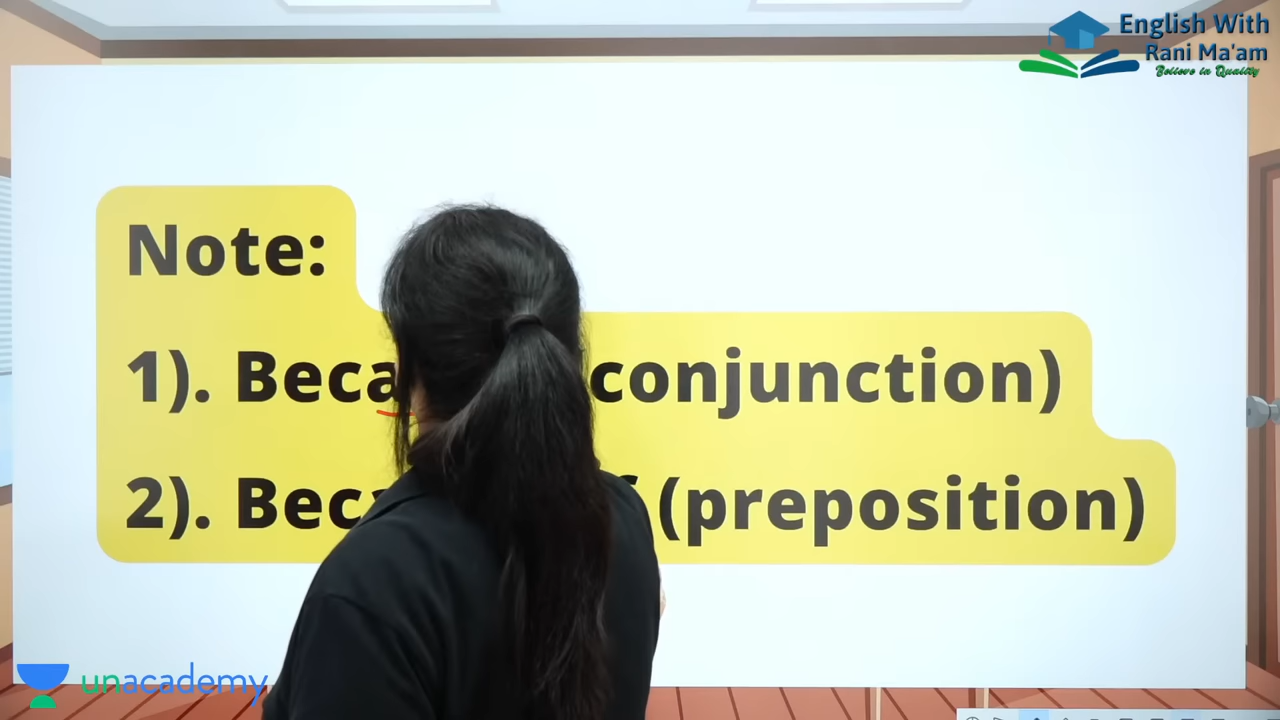 English With
Rani Ma'am
Believe in Quality
Note:
1). Beca conjunction)
2). Bec f (preposition)
unacademy